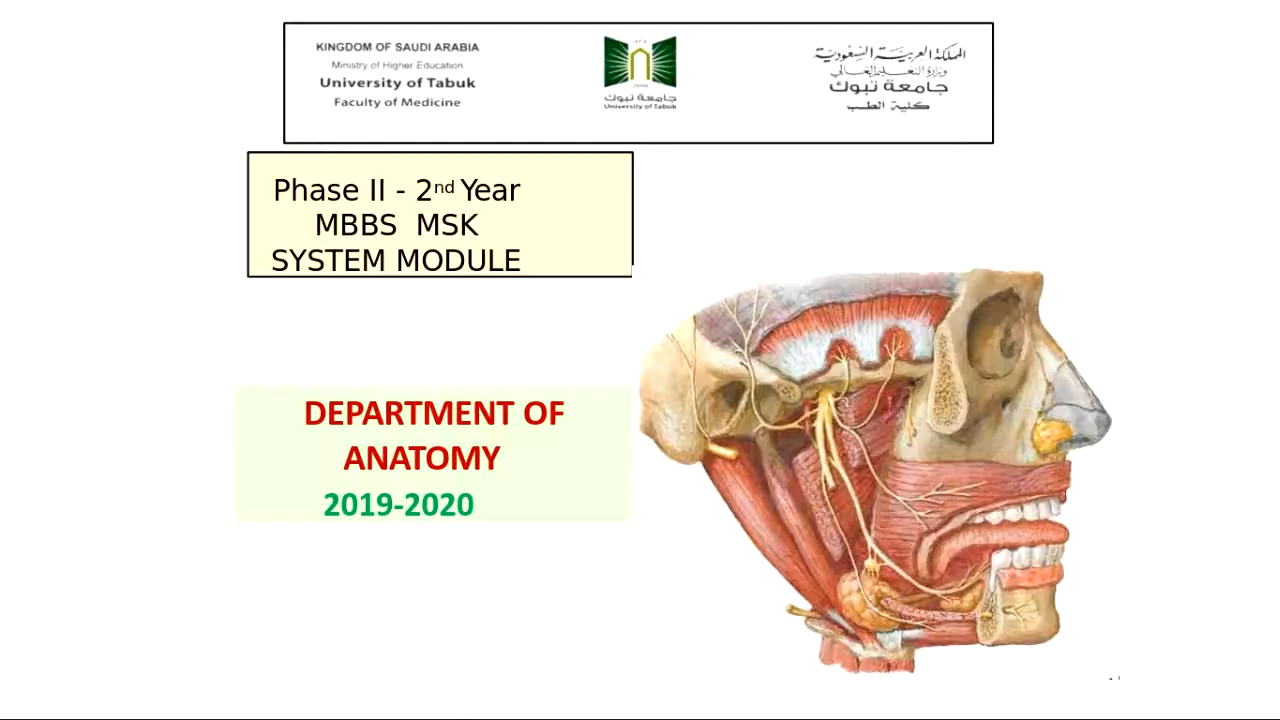 KINGDOM OF SAUDI ARABIA
Ministry of Higher Education
University of Tabuk
Faculty of Medicine
جامعة تبوك
University of Tabuk
المملكة العربية السعودية
وزارة التعليم العالي
جامعة تبوك
كلية الطب
Phase II - 2nd Year
MBBS MSK
SYSTEM MODULE
DEPARTMENT OF
ANATOMY
2019-2020